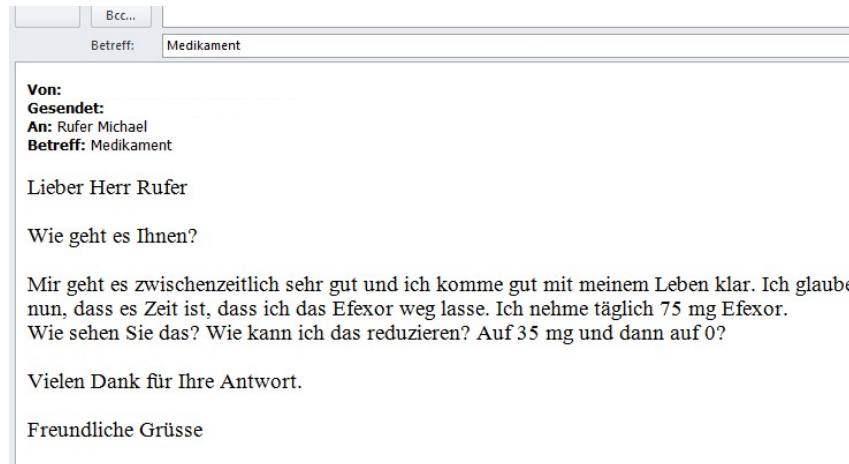 Bcc...
Betreff: Medikament
Von:
Gesendet:
An: Rufer Michael
Betreff: Medikament
Lieber Herr Rufer
Wie geht es Ihnen?
Mir geht es zwischenzeitlich sehr gut und ich komme gut mit meinem Leben klar. Ich glaube
nun, dass es Zeit ist, dass ich das Efexor weg lasse. Ich nehme täglich 75 mg Efexor.
Wie sehen Sie das? Wie kann ich das reduzieren? Auf 35 mg und dann auf 0?
Vielen Dank für Ihre Antwort.
Freundliche Grüsse